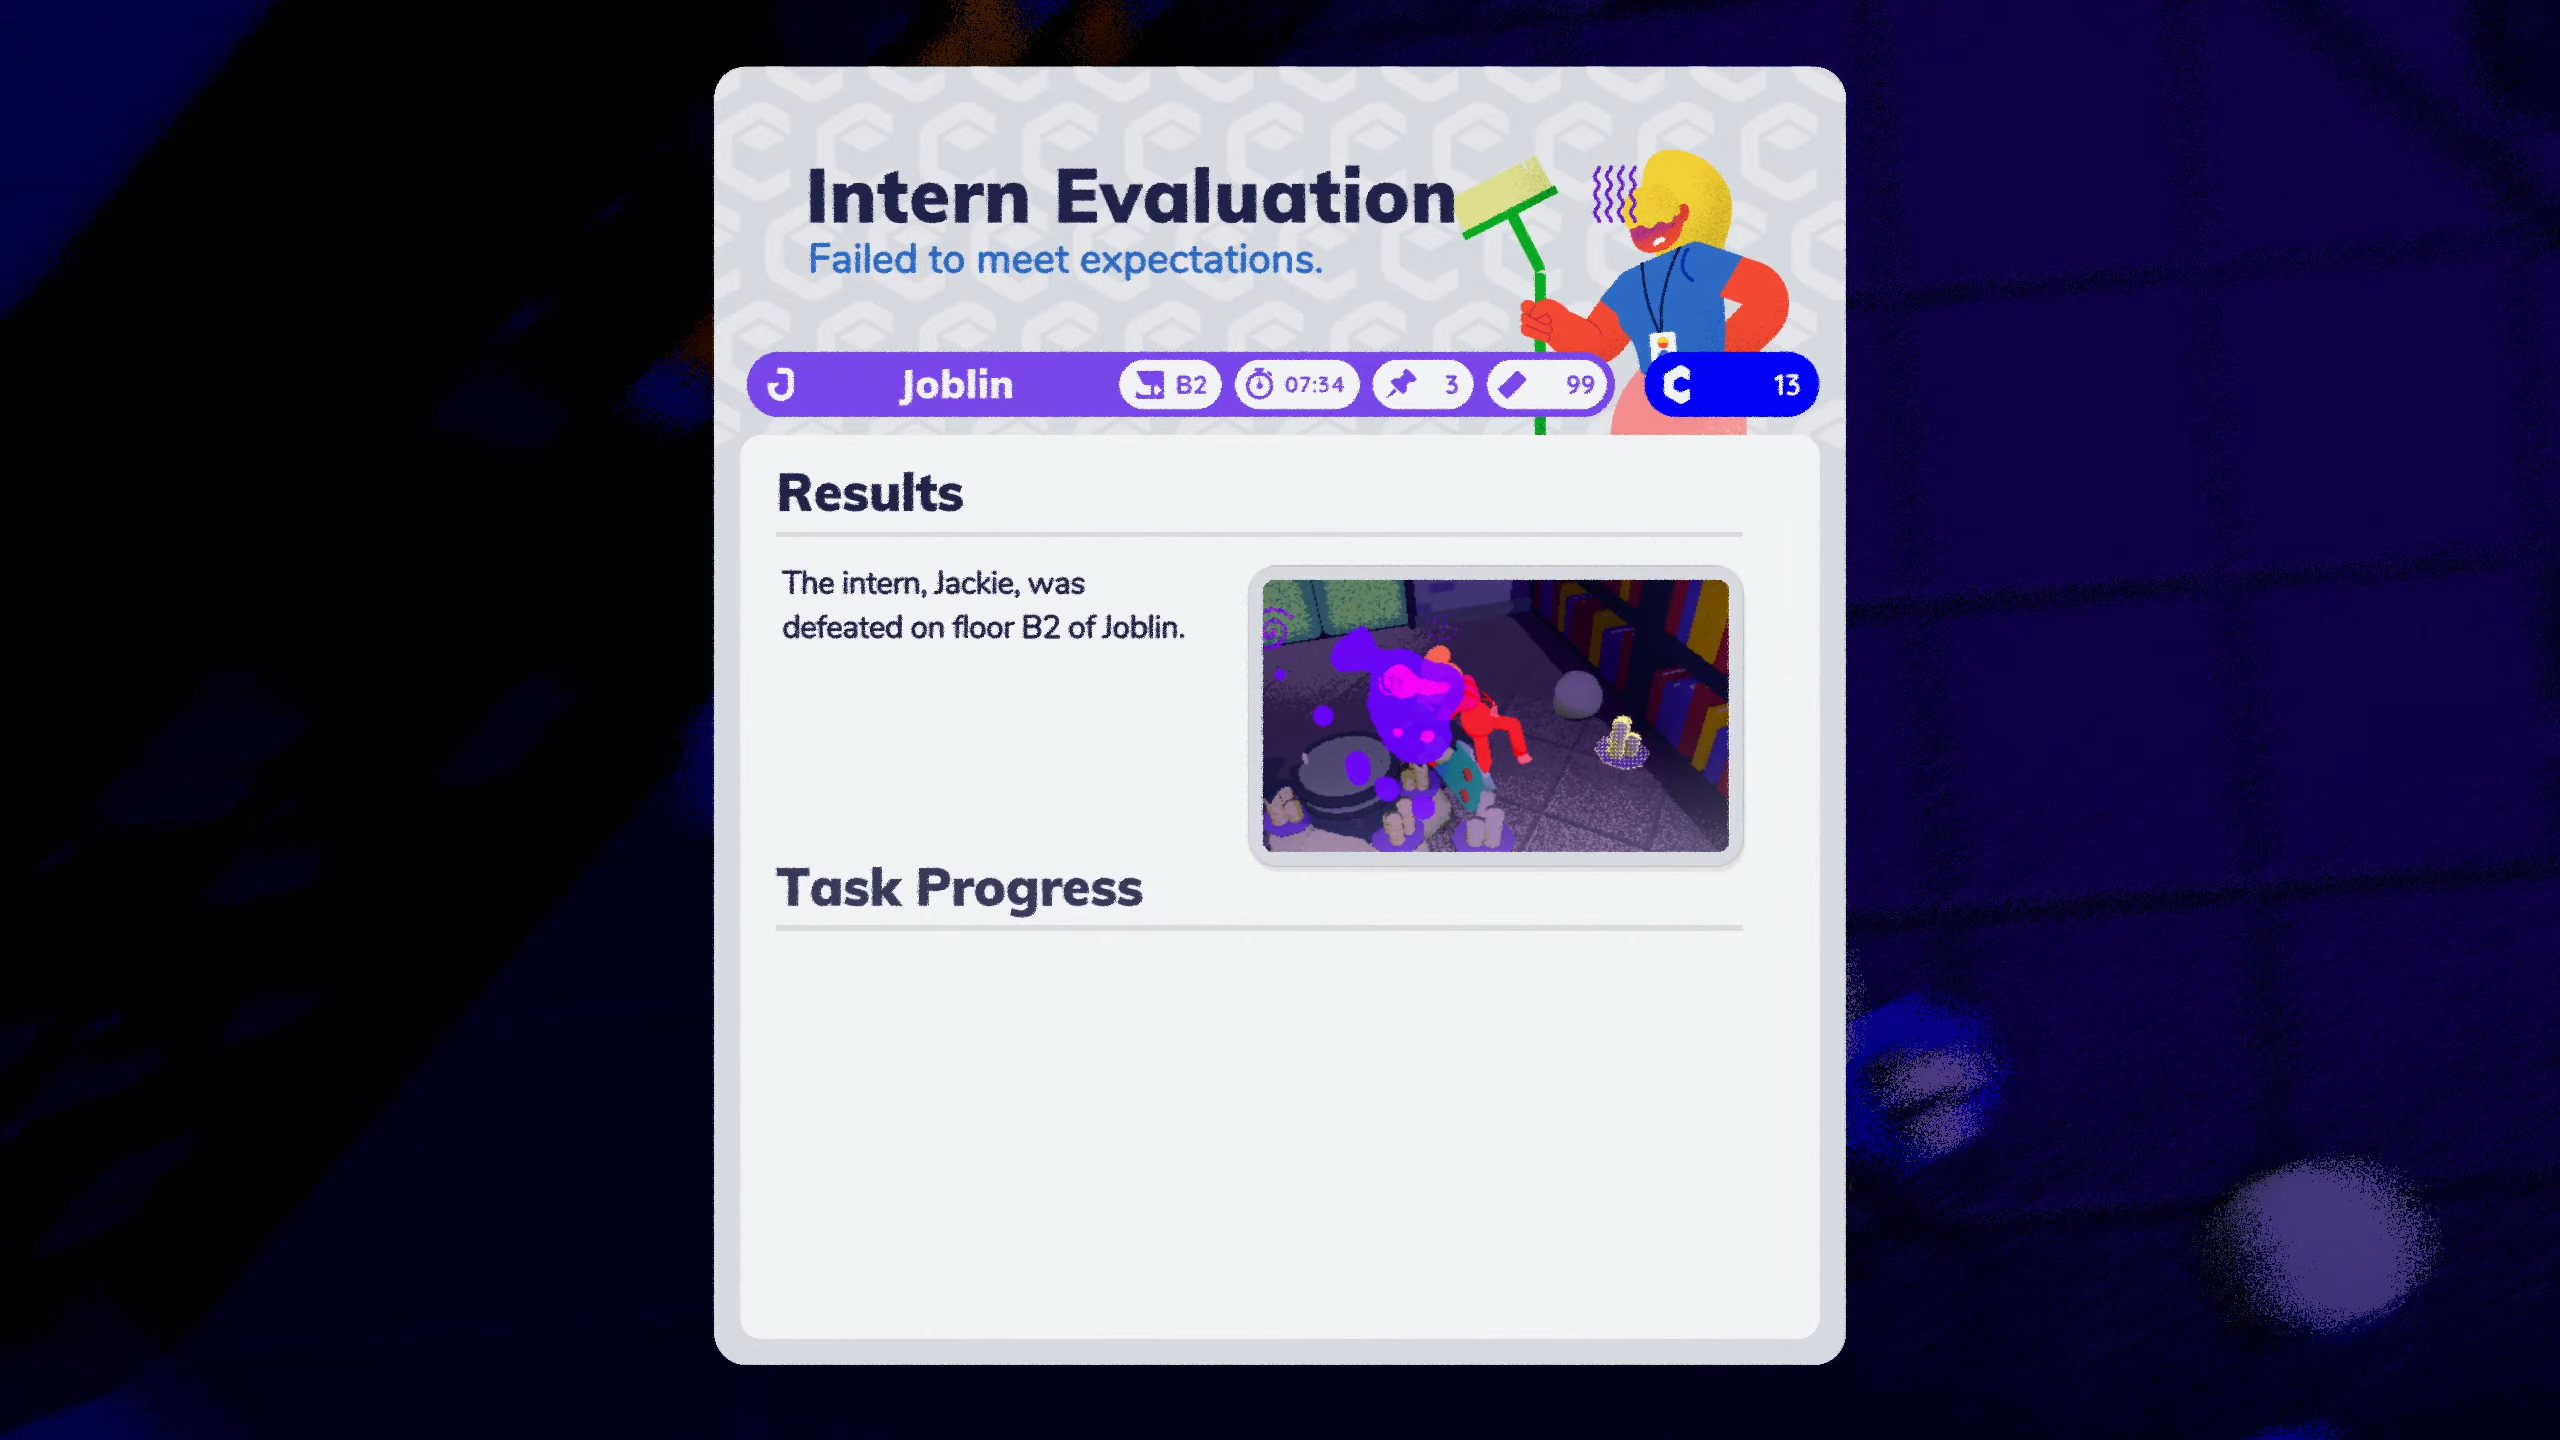 Intern Evaluation
Failed to meet expectations.
Joblin B2 07:34 3 99 13
Results
The intern, Jackie, was
defeated on floor B2 of Joblin.
Task Progress